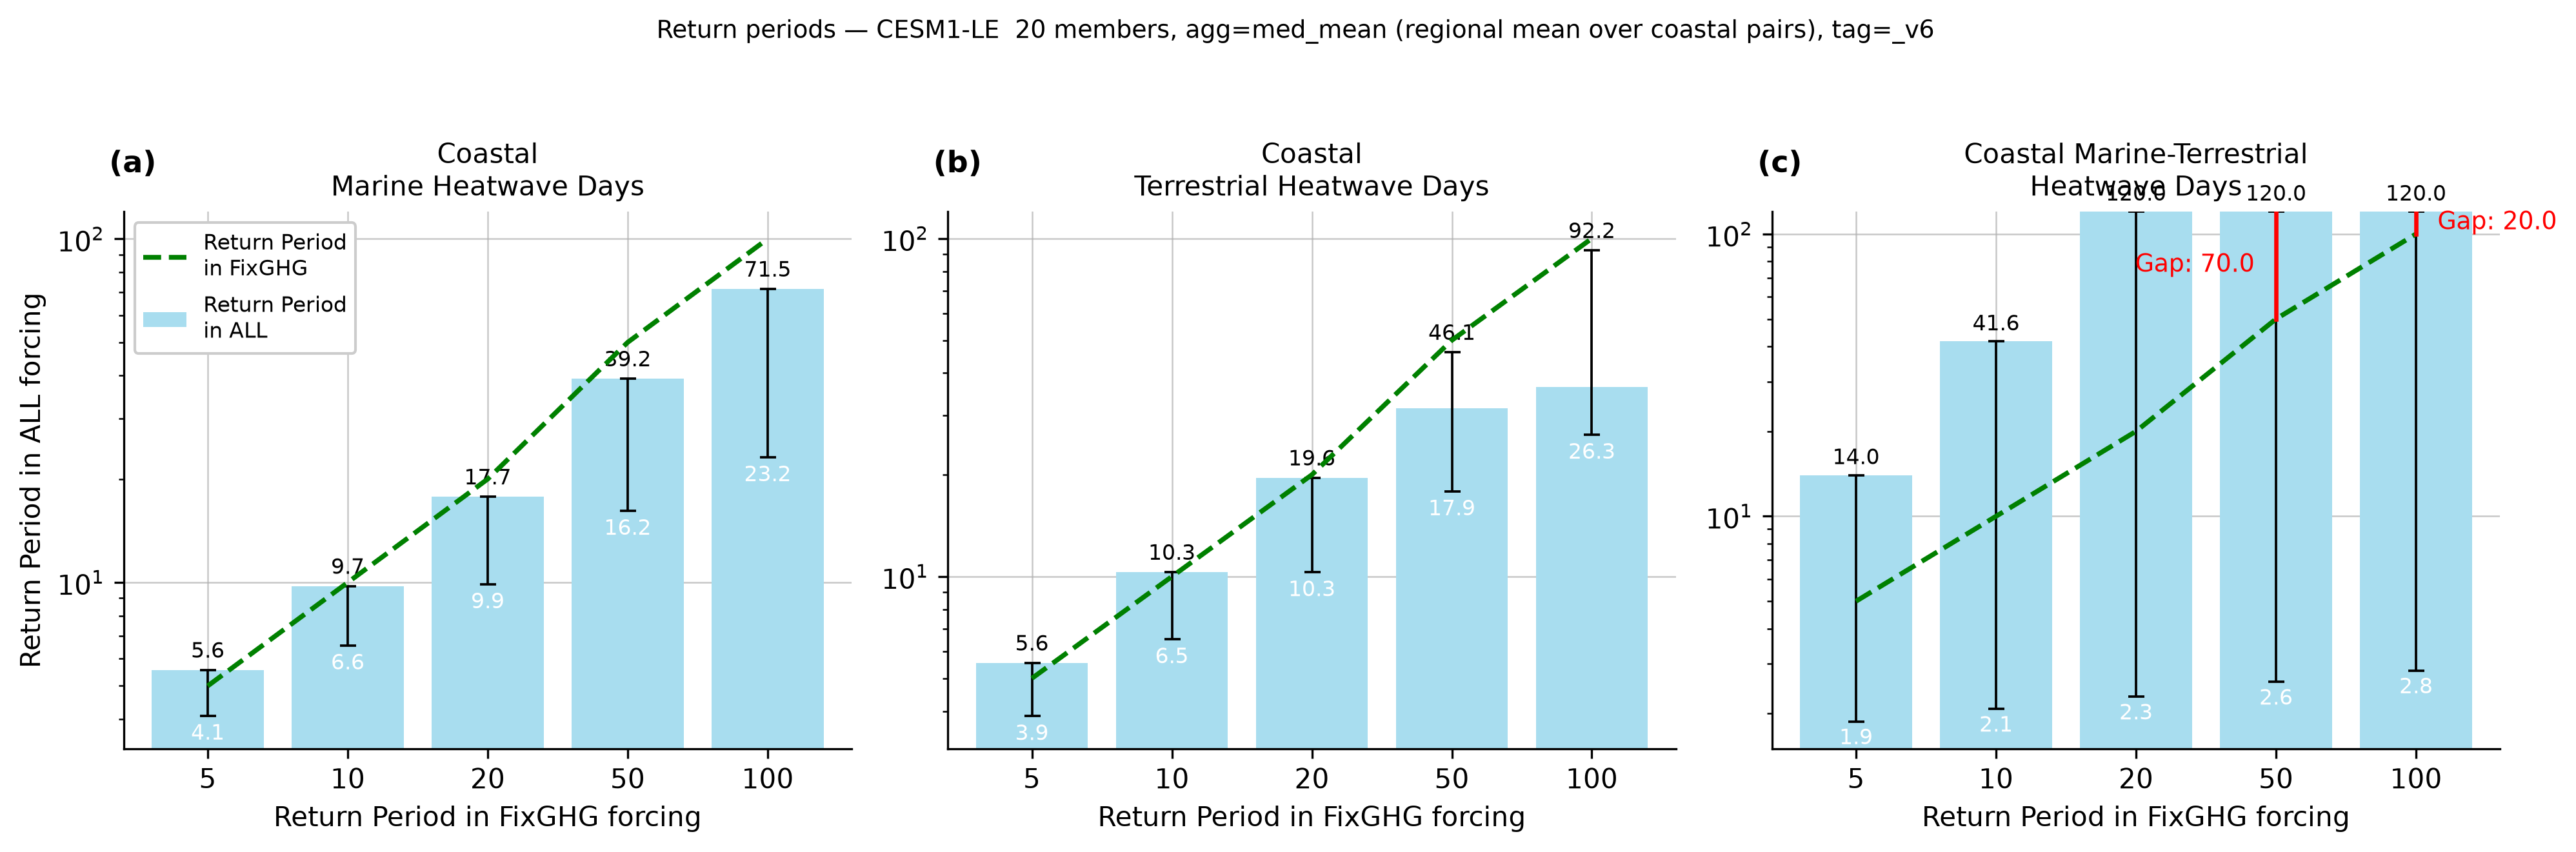 Return periods — CESM1-LE  20 members, agg=med_mean (regional mean over coastal pairs), tag=_v6
(a)
Coastal
Marine Heatwave Days
Return Period in ALL forcing
10²
10¹
Return Period
in FixGHG
Return Period
in ALL
5.6
4.1
9.7
6.6
17.7
9.9
39.2
16.2
71.5
23.2
5 10 20 50 100
Return Period in FixGHG forcing
(b)
Coastal
Terrestrial Heatwave Days
10²
10¹
5.6
3.9
10.3
6.5
19.6
10.3
46.1
17.9
92.2
26.3
5 10 20 50 100
Return Period in FixGHG forcing
(c)
Coastal Marine-Terrestrial
Heatwave Days
10²
10¹
14.0
1.9
41.6
2.1
120.0
2.3
120.0
Gap: 70.0
2.6
120.0
Gap: 20.0
2.8
5 10 20 50 100
Return Period in FixGHG forcing